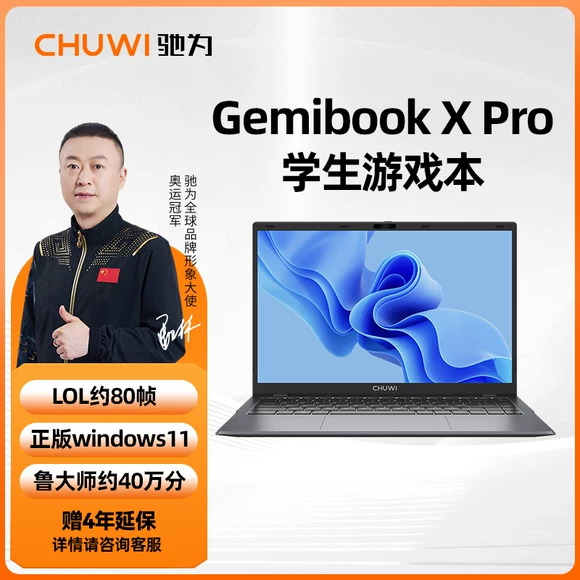 CHUWI 驰为
Gemibook X Pro
学生游戏本
驰为全球品牌形象大使
奥运冠军
CHUWI
LOL约80帧
正版windows11
鲁大师约40万分
赠4年延保
详情请咨询客服